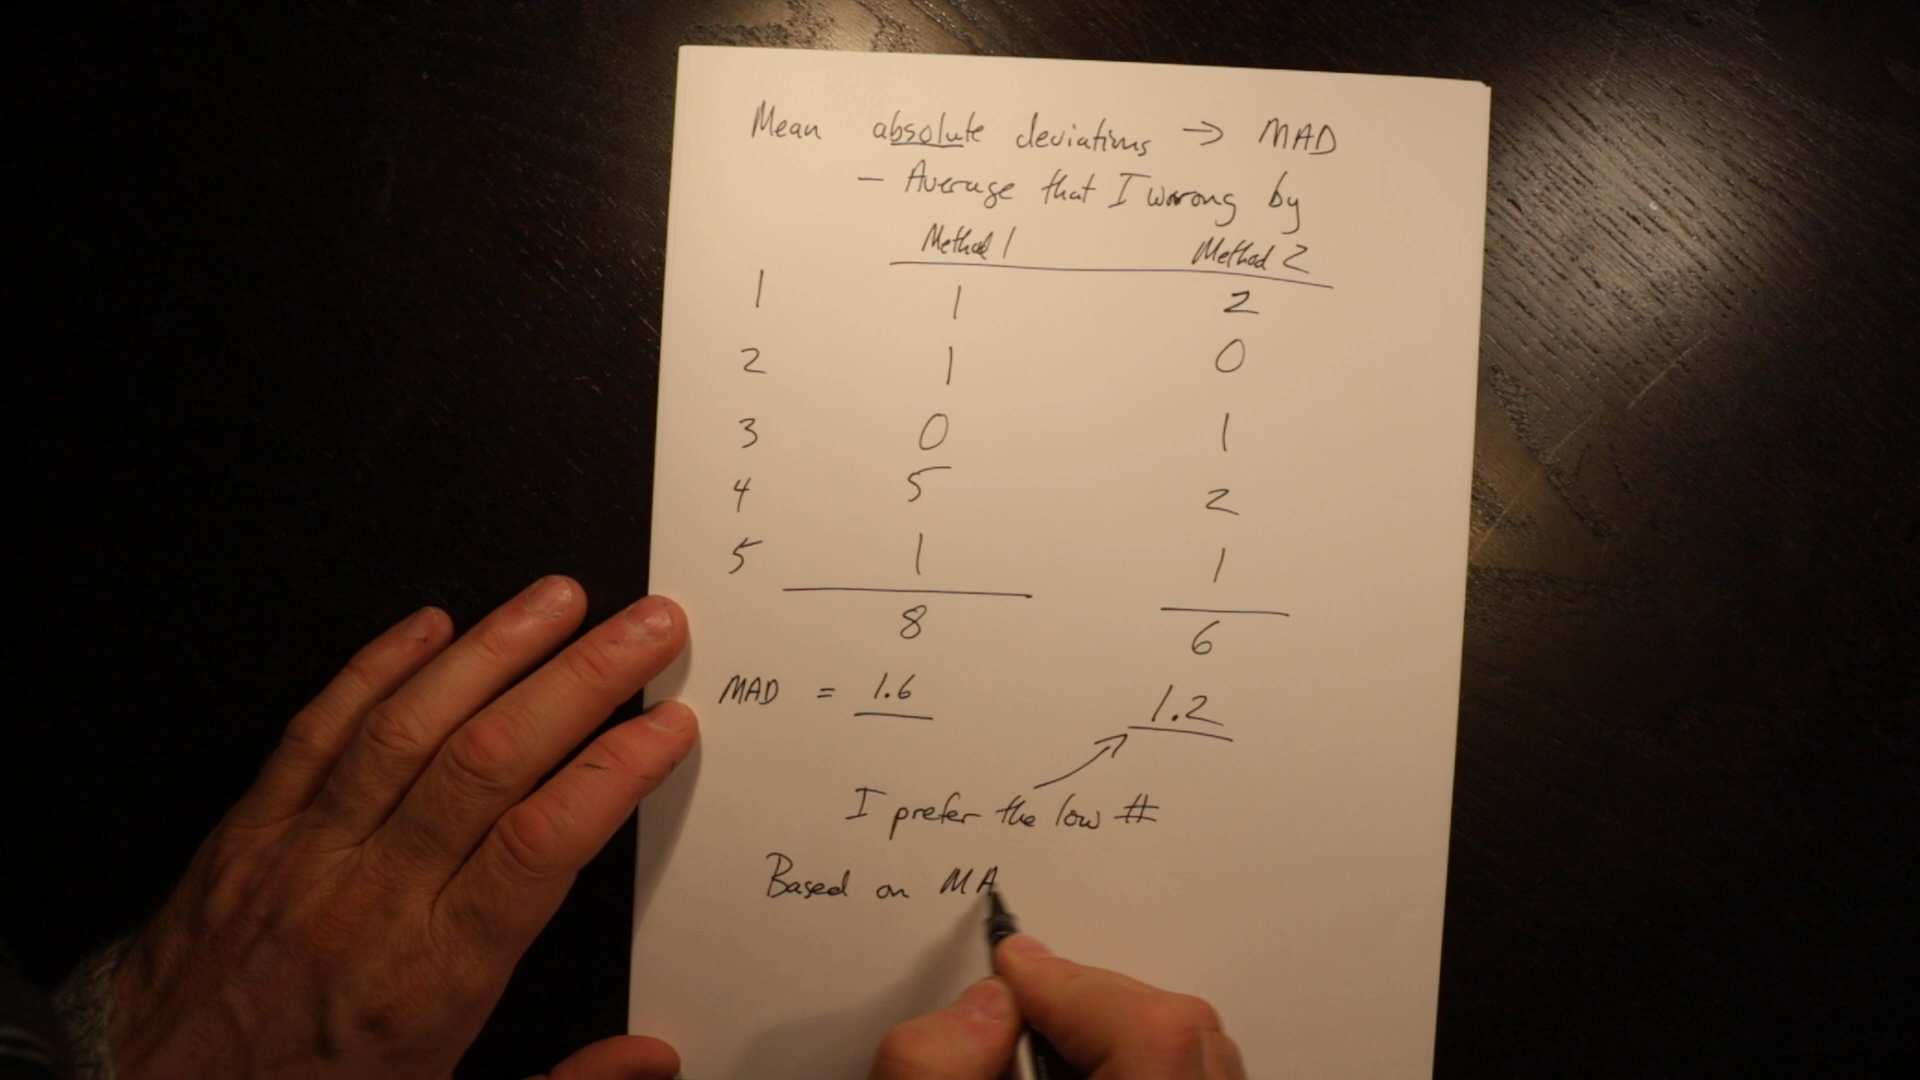 Mean absolute deviations → MAD
- Average that I wrong by
Method 1 Method 2
1 1 2
2 1 0
3 0 1
4 5 2
5 1 1
8 6
MAD = 1.6 1.2
I prefer the low #
Based on MA